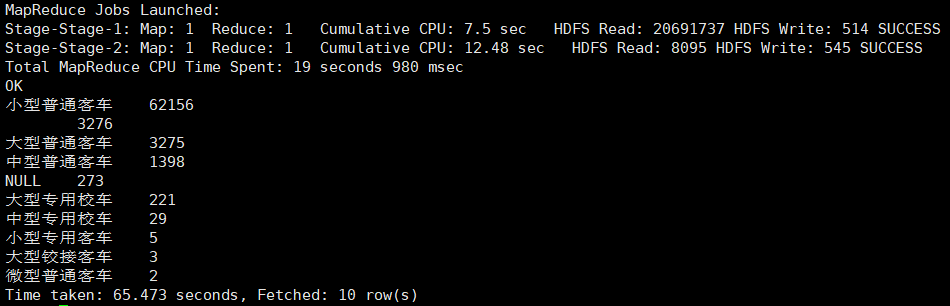 MapReduce Jobs Launched:
Stage-Stage-1: Map: 1  Reduce: 1   Cumulative CPU: 7.5 sec   HDFS Read: 20691737 HDFS Write: 514 SUCCESS
Stage-Stage-2: Map: 1  Reduce: 1   Cumulative CPU: 12.48 sec   HDFS Read: 8095 HDFS Write: 545 SUCCESS
Total MapReduce CPU Time Spent: 19 seconds 980 msec
OK
小型普通客车    62156
        3276
大型普通客车    3275
中型普通客车    1398
NULL    273
大型专用校车    221
中型专用校车    29
小型专用客车    5
大型铰接客车    3
微型普通客车    2
Time taken: 65.473 seconds, Fetched: 10 row(s)